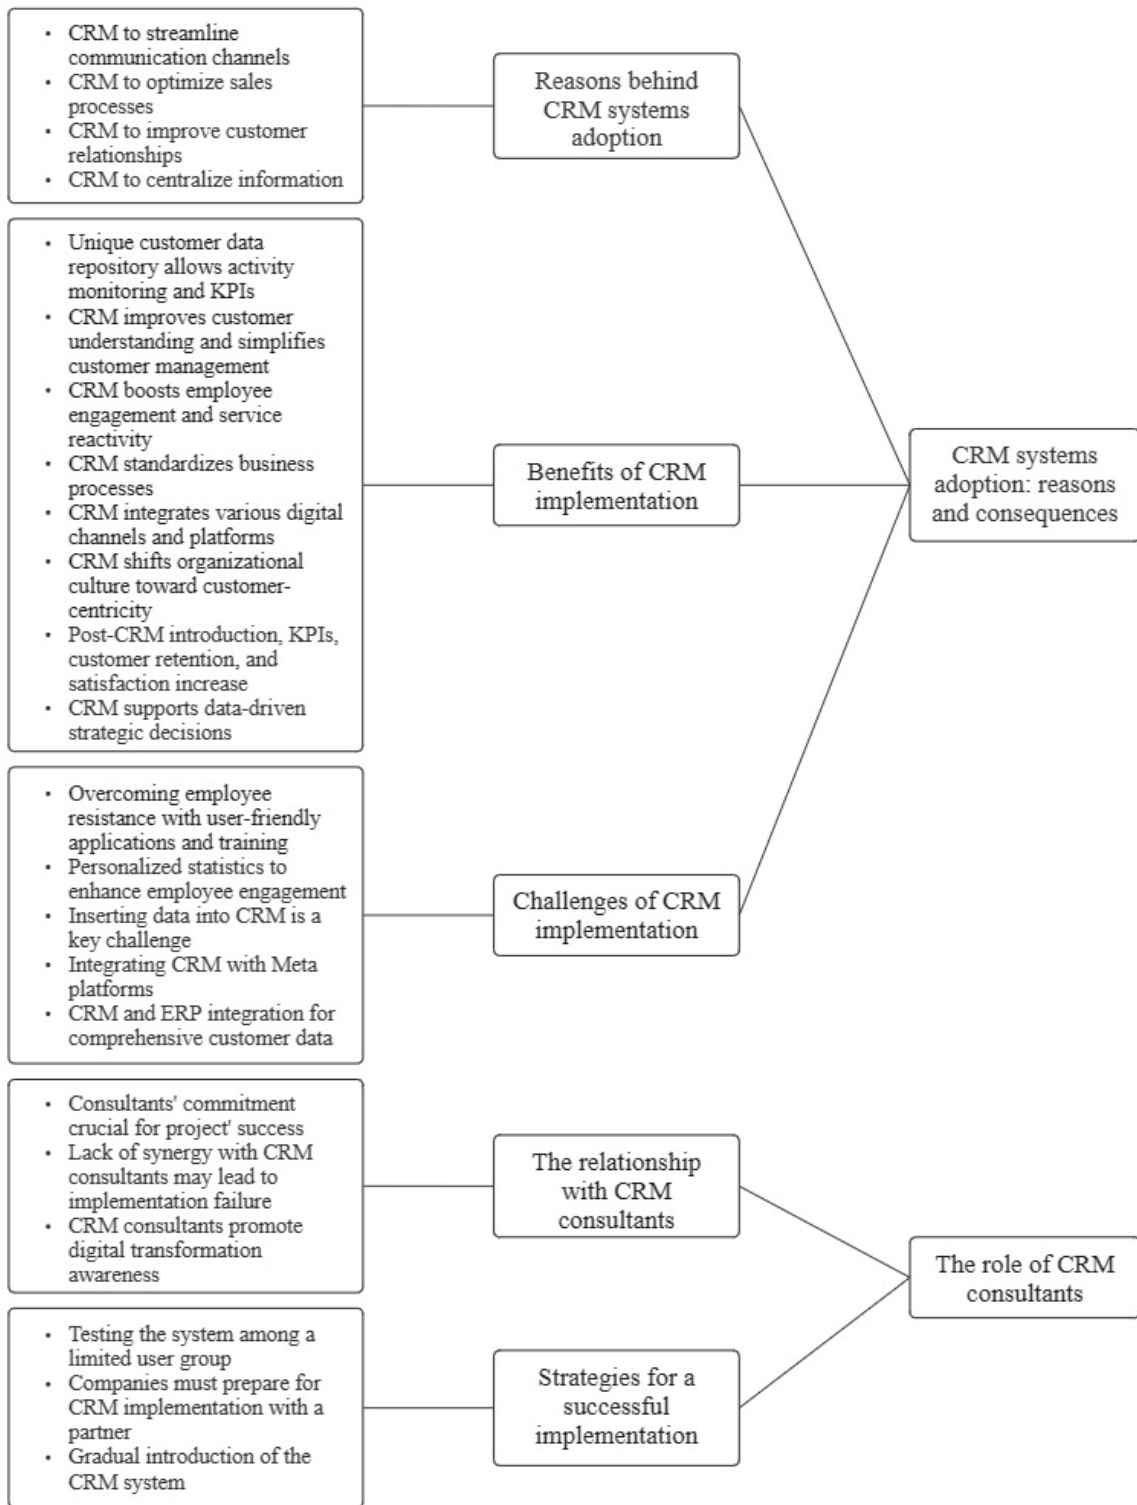 • CRM to streamline
communication channels
• CRM to optimize sales
processes
• CRM to improve customer
relationships
• CRM to centralize information
Reasons behind
CRM systems
adoption
• Unique customer data
repository allows activity
monitoring and KPIs
• CRM improves customer
understanding and simplifies
customer management
• CRM boosts employee
engagement and service
reactivity
• CRM standardizes business
processes
• CRM integrates various digital
channels and platforms
• CRM shifts organizational
culture toward customer-
centricity
• Post-CRM introduction, KPIs,
customer retention, and
satisfaction increase
• CRM supports data-driven
strategic decisions
Benefits of CRM
implementation
CRM systems
adoption: reasons
and consequences
• Overcoming employee
resistance with user-friendly
applications and training
• Personalized statistics to
enhance employee engagement
• Inserting data into CRM is a
key challenge
• Integrating CRM with Meta
platforms
• CRM and ERP integration for
comprehensive customer data
Challenges of CRM
implementation
• Consultants' commitment
crucial for project' success
• Lack of synergy with CRM
consultants may lead to
implementation failure
• CRM consultants promote
digital transformation
awareness
The relationship
with CRM
consultants
The role of CRM
consultants
• Testing the system among a
limited user group
• Companies must prepare for
CRM implementation with a
partner
• Gradual introduction of the
CRM system
Strategies for a
successful
implementation